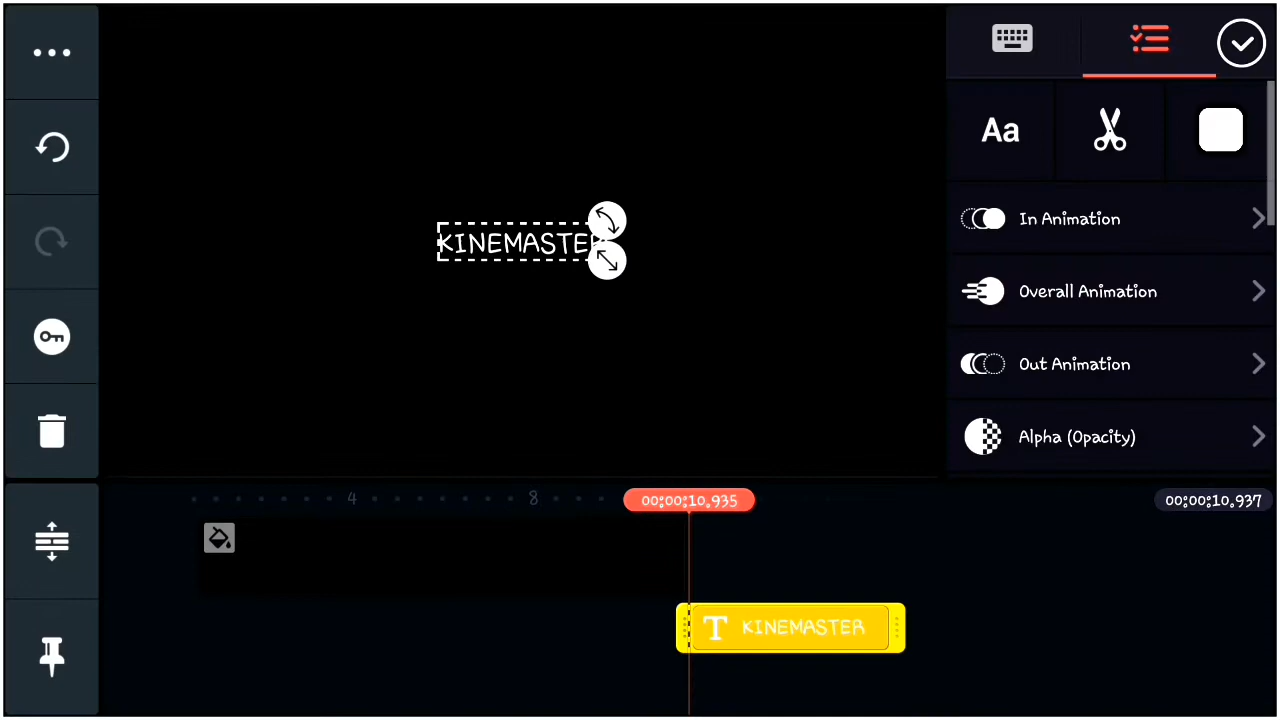 Aa
KINEMASTER
In Animation
Overall Animation
Out Animation
Alpha (Opacity)
4
8
00:00:10.935
00:00:10.937
T KINEMASTER